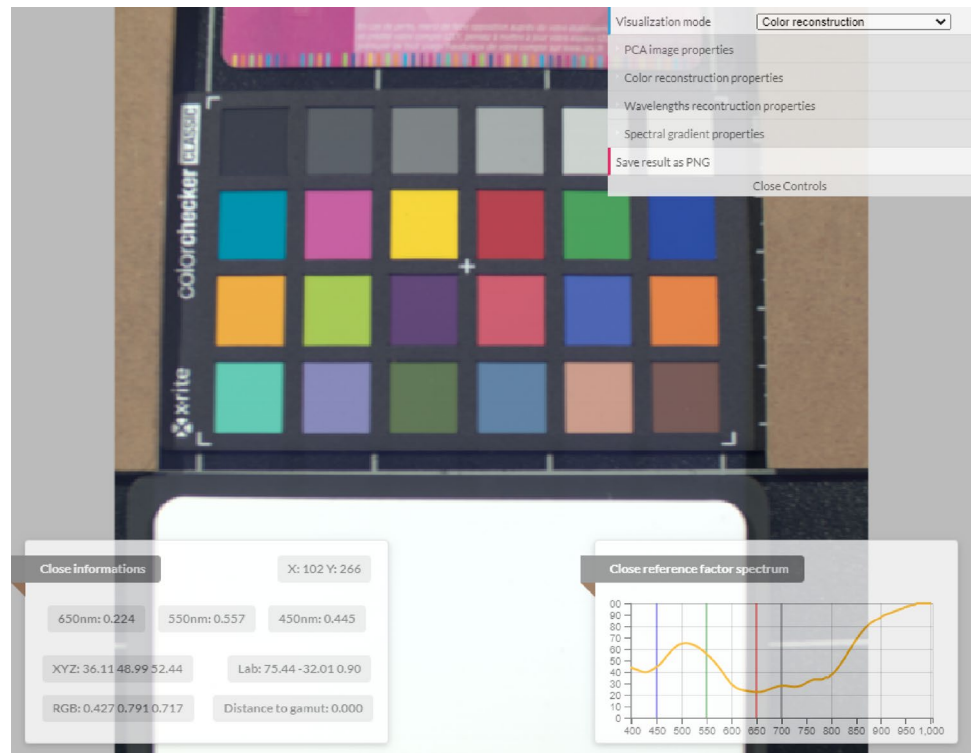 Visualization mode
Color reconstruction
PCA image properties
Color reconstruction properties
Wavelengths recontruction properties
Spectral gradient properties
Save result as PNG
Close Controls
colorchecker CLASSIC
x-rite
Close informations
X: 102 Y: 266
650nm: 0.224
550nm: 0.557
450nm: 0.445
XYZ: 36.11 48.99 52.44
Lab: 75.44 -32.01 0.90
RGB: 0.427 0.791 0.717
Distance to gamut: 0.000
Close reference factor spectrum
00
90
80
70
60
50
40
30
20
10
0
400 450 500 550 600 650 700 750 800 850 900 950 1,000